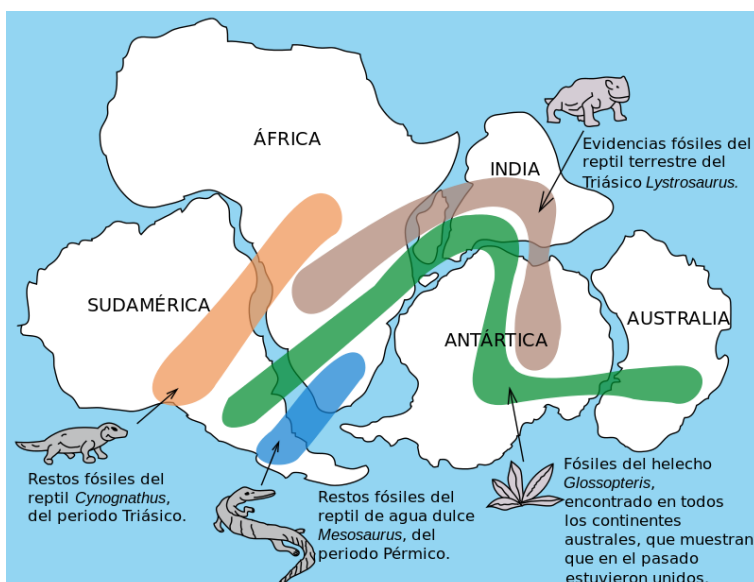 ÁFRICA
INDIA
Evidencias fósiles del
reptil terrestre del
Triásico Lystrosaurus.
SUDAMÉRICA
ANTÁRTICA
AUSTRALIA
Restos fósiles del
reptil Cynognathus,
del periodo Triásico.
Restos fósiles del
reptil de agua dulce
Mesosaurus, del
periodo Pérmico.
Fósiles del helecho
Glossopteris,
encontrado en todos
los continentes
australes, que muestran
que en el pasado
estuvieron unidos.